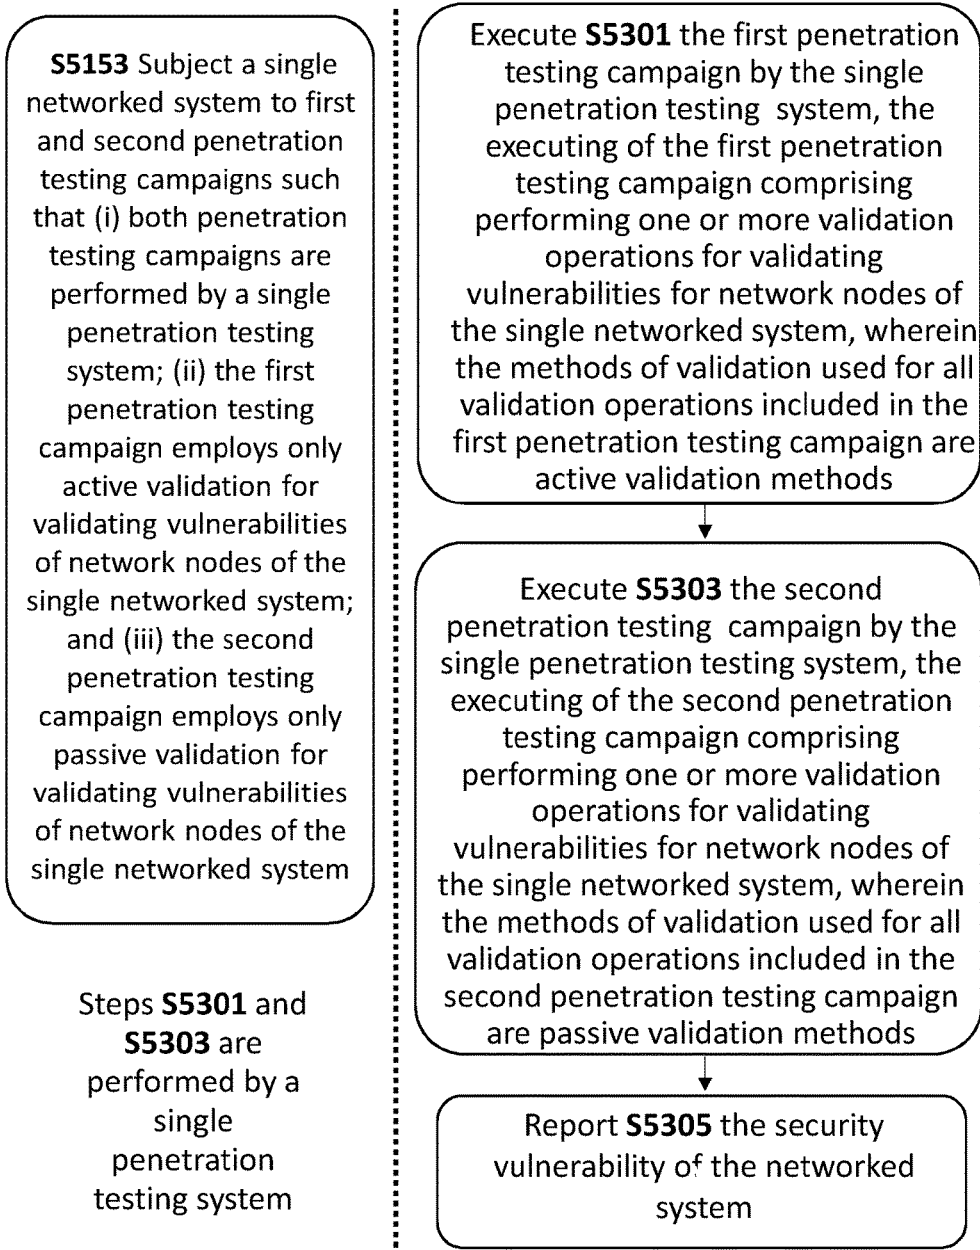 S5153 Subject a single
networked system to first
and second penetration
testing campaigns such
that (i) both penetration
testing campaigns are
performed by a single
penetration testing
system; (ii) the first
penetration testing
campaign employs only
active validation for
validating vulnerabilities
of network nodes of the
single networked system;
and (iii) the second
penetration testing
campaign employs only
passive validation for
validating vulnerabilities
of network nodes of the
single networked system
Steps S5301 and
S5303 are
performed by a
single
penetration
testing system
Execute S5301 the first penetration
testing campaign by the single
penetration testing system, the
executing of the first penetration
testing campaign comprising
performing one or more validation
operations for validating
vulnerabilities for network nodes of
the single networked system, wherein
the methods of validation used for all
validation operations included in the
first penetration testing campaign are
active validation methods
Execute S5303 the second
penetration testing campaign by the
single penetration testing system, the
executing of the second penetration
testing campaign comprising
performing one or more validation
operations for validating
vulnerabilities for network nodes of
the single networked system, wherein
the methods of validation used for all
validation operations included in the
second penetration testing campaign
are passive validation methods
Report S5305 the security
vulnerability of the networked
system